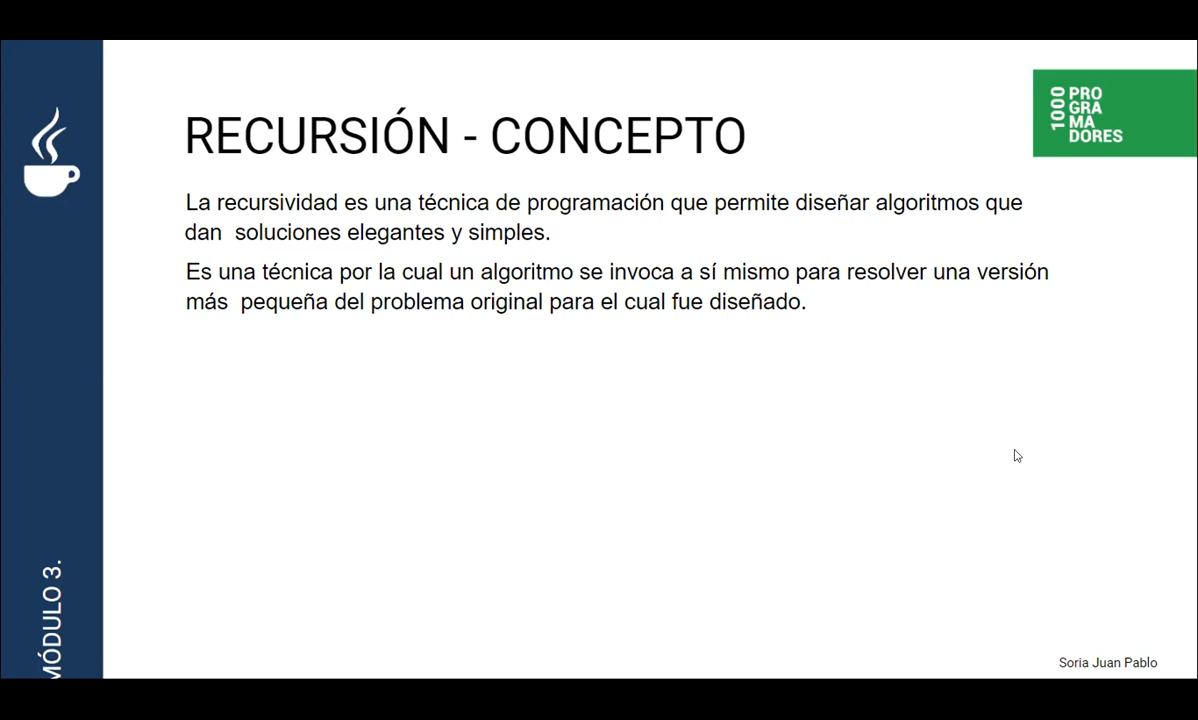 RECURSIÓN - CONCEPTO
1000
PRO
GRA
MA
DORES
La recursividad es una técnica de programación que permite diseñar algoritmos que
dan  soluciones elegantes y simples.
Es una técnica por la cual un algoritmo se invoca a sí mismo para resolver una versión
más  pequeña del problema original para el cual fue diseñado.
MÓDULO 3.
Soria Juan Pablo